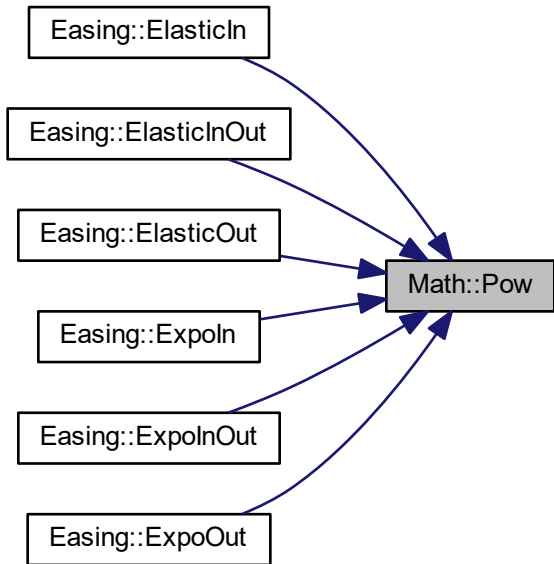 Easing::ElasticIn
Easing::ElasticInOut
Easing::ElasticOut
Math::Pow
Easing::ExpoIn
Easing::ExpoInOut
Easing::ExpoOut